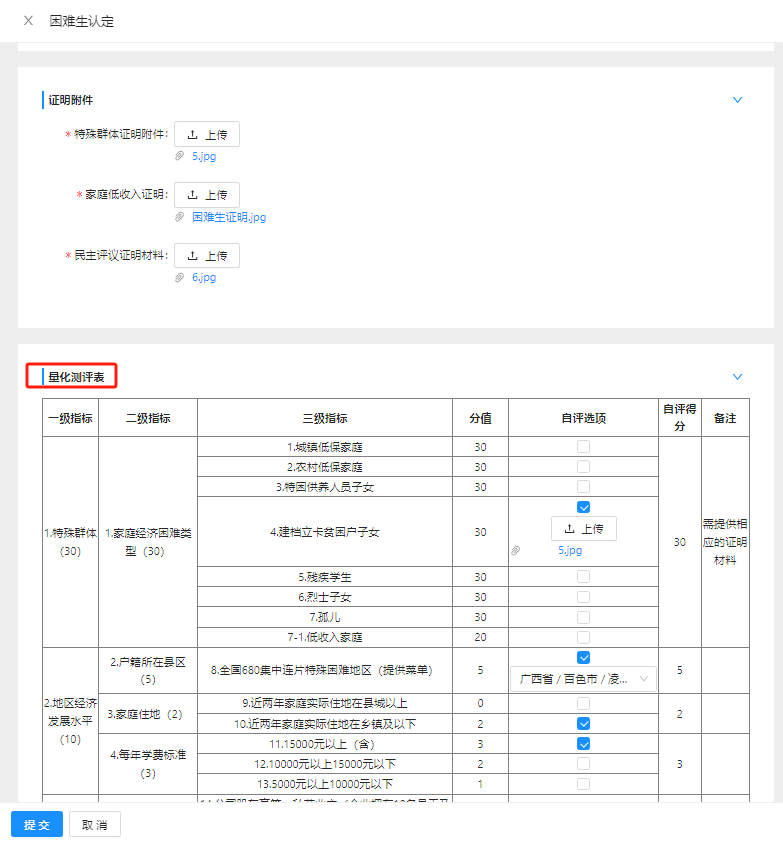 困难生认定
证明附件
*特殊群体证明附件:
上传
5.jpg
*家庭低收入证明:
上传
困难生证明.jpg
*民主评议证明材料:
上传
6.jpg
量化测评表
一级指标 二级指标 三级指标 分值 自评选项 自评得分 备注
1.特殊群体(30)
1.家庭经济困难类型(30)
1.城镇低保家庭 30
2.农村低保家庭 30
3.特困供养人员子女 30
4.建档立卡贫困户子女 30
上传
5.jpg
5.残疾学生 30
6.烈士子女 30
7.孤儿 30
7-1.低收入家庭 20
30
需提供相应的证明材料
2.地区经济发展水平(10)
2.户籍所在县区(5)
8.全国680集中连片特殊困难地区(提供菜单) 5
广西省 / 百色市 / 凌...
5
3.家庭住地(2)
9.近两年家庭实际住地在县城以上 0
10.近两年家庭实际住地在乡镇及以下 2
2
4.每年学费标准(3)
11.15000元以上(含) 3
12.10000元以上15000元以下 2
13.5000元以上10000元以下 1
3
提 交
取 消